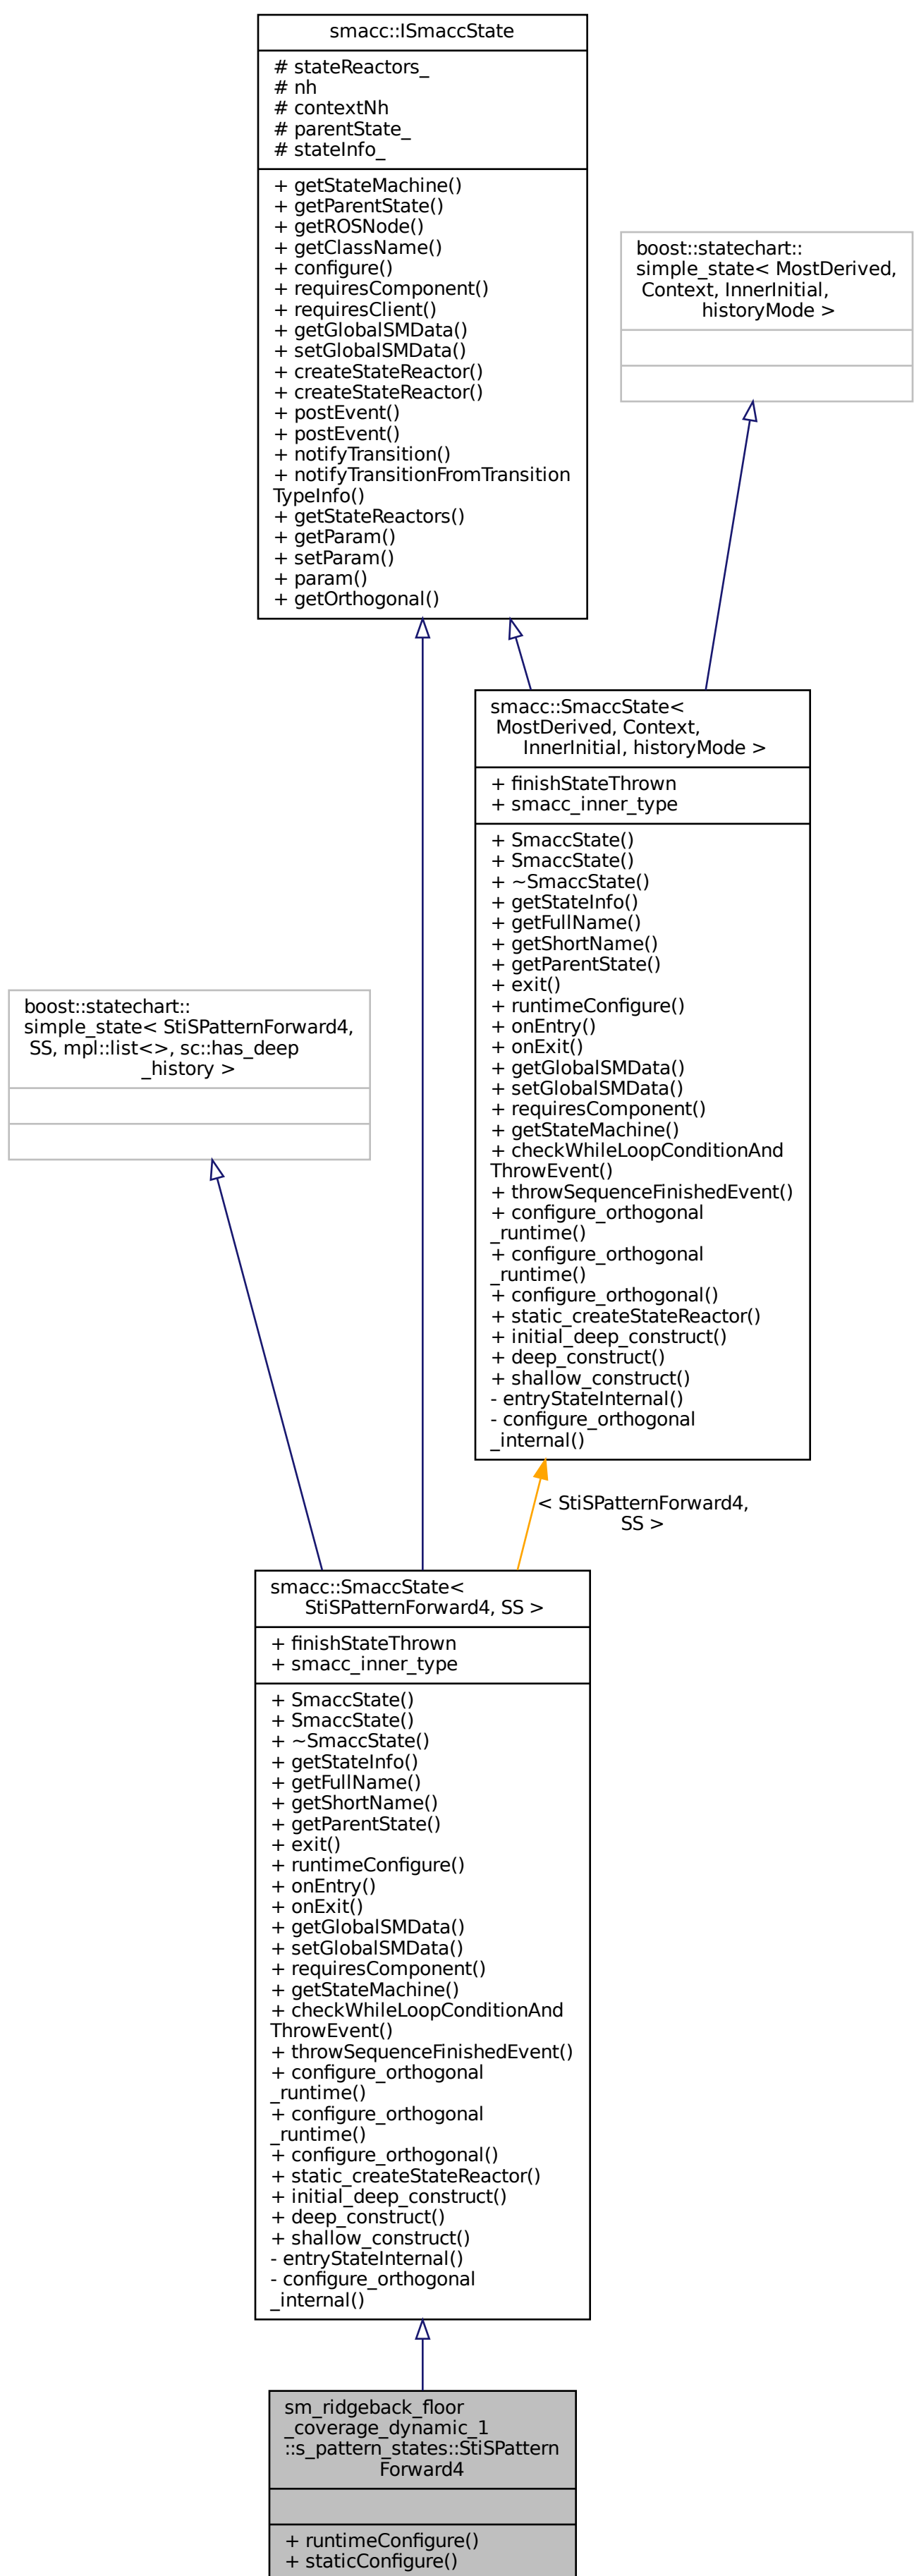 smacc::ISmaccState
# stateReactors_
# nh
# contextNh
# parentState_
# stateInfo_
+ getStateMachine()
+ getParentState()
+ getROSNode()
+ getClassName()
+ configure()
+ requiresComponent()
+ requiresClient()
+ getGlobalSMData()
+ setGlobalSMData()
+ createStateReactor()
+ createStateReactor()
+ postEvent()
+ postEvent()
+ notifyTransition()
+ notifyTransitionFromTransition
TypeInfo()
+ getStateReactors()
+ getParam()
+ setParam()
+ param()
+ getOrthogonal()
boost::statechart::
simple_state< MostDerived,
Context, InnerInitial,
historyMode >
smacc::SmaccState<
MostDerived, Context,
InnerInitial, historyMode >
+ finishStateThrown
+ smacc_inner_type
+ SmaccState()
+ SmaccState()
+ ~SmaccState()
+ getStateInfo()
+ getFullName()
+ getShortName()
+ getParentState()
+ exit()
+ runtimeConfigure()
+ onEntry()
+ onExit()
+ getGlobalSMData()
+ setGlobalSMData()
+ requiresComponent()
+ getStateMachine()
+ checkWhileLoopConditionAnd
ThrowEvent()
+ throwSequenceFinishedEvent()
+ configure_orthogonal
_runtime()
+ configure_orthogonal
_runtime()
+ configure_orthogonal()
+ static_createStateReactor()
+ initial_deep_construct()
+ deep_construct()
+ shallow_construct()
- entryStateInternal()
- configure_orthogonal
_internal()
boost::statechart::
simple_state< StiSPatternForward4,
SS, mpl::list<>, sc::has_deep
_history >
< StiSPatternForward4,
SS >
smacc::SmaccState<
StiSPatternForward4, SS >
+ finishStateThrown
+ smacc_inner_type
+ SmaccState()
+ SmaccState()
+ ~SmaccState()
+ getStateInfo()
+ getFullName()
+ getShortName()
+ getParentState()
+ exit()
+ runtimeConfigure()
+ onEntry()
+ onExit()
+ getGlobalSMData()
+ setGlobalSMData()
+ requiresComponent()
+ getStateMachine()
+ checkWhileLoopConditionAnd
ThrowEvent()
+ throwSequenceFinishedEvent()
+ configure_orthogonal
_runtime()
+ configure_orthogonal
_runtime()
+ configure_orthogonal()
+ static_createStateReactor()
+ initial_deep_construct()
+ deep_construct()
+ shallow_construct()
- entryStateInternal()
- configure_orthogonal
_internal()
sm_ridgeback_floor
_coverage_dynamic_1
::s_pattern_states::StiSPattern
Forward4
+ runtimeConfigure()
+ staticConfigure()